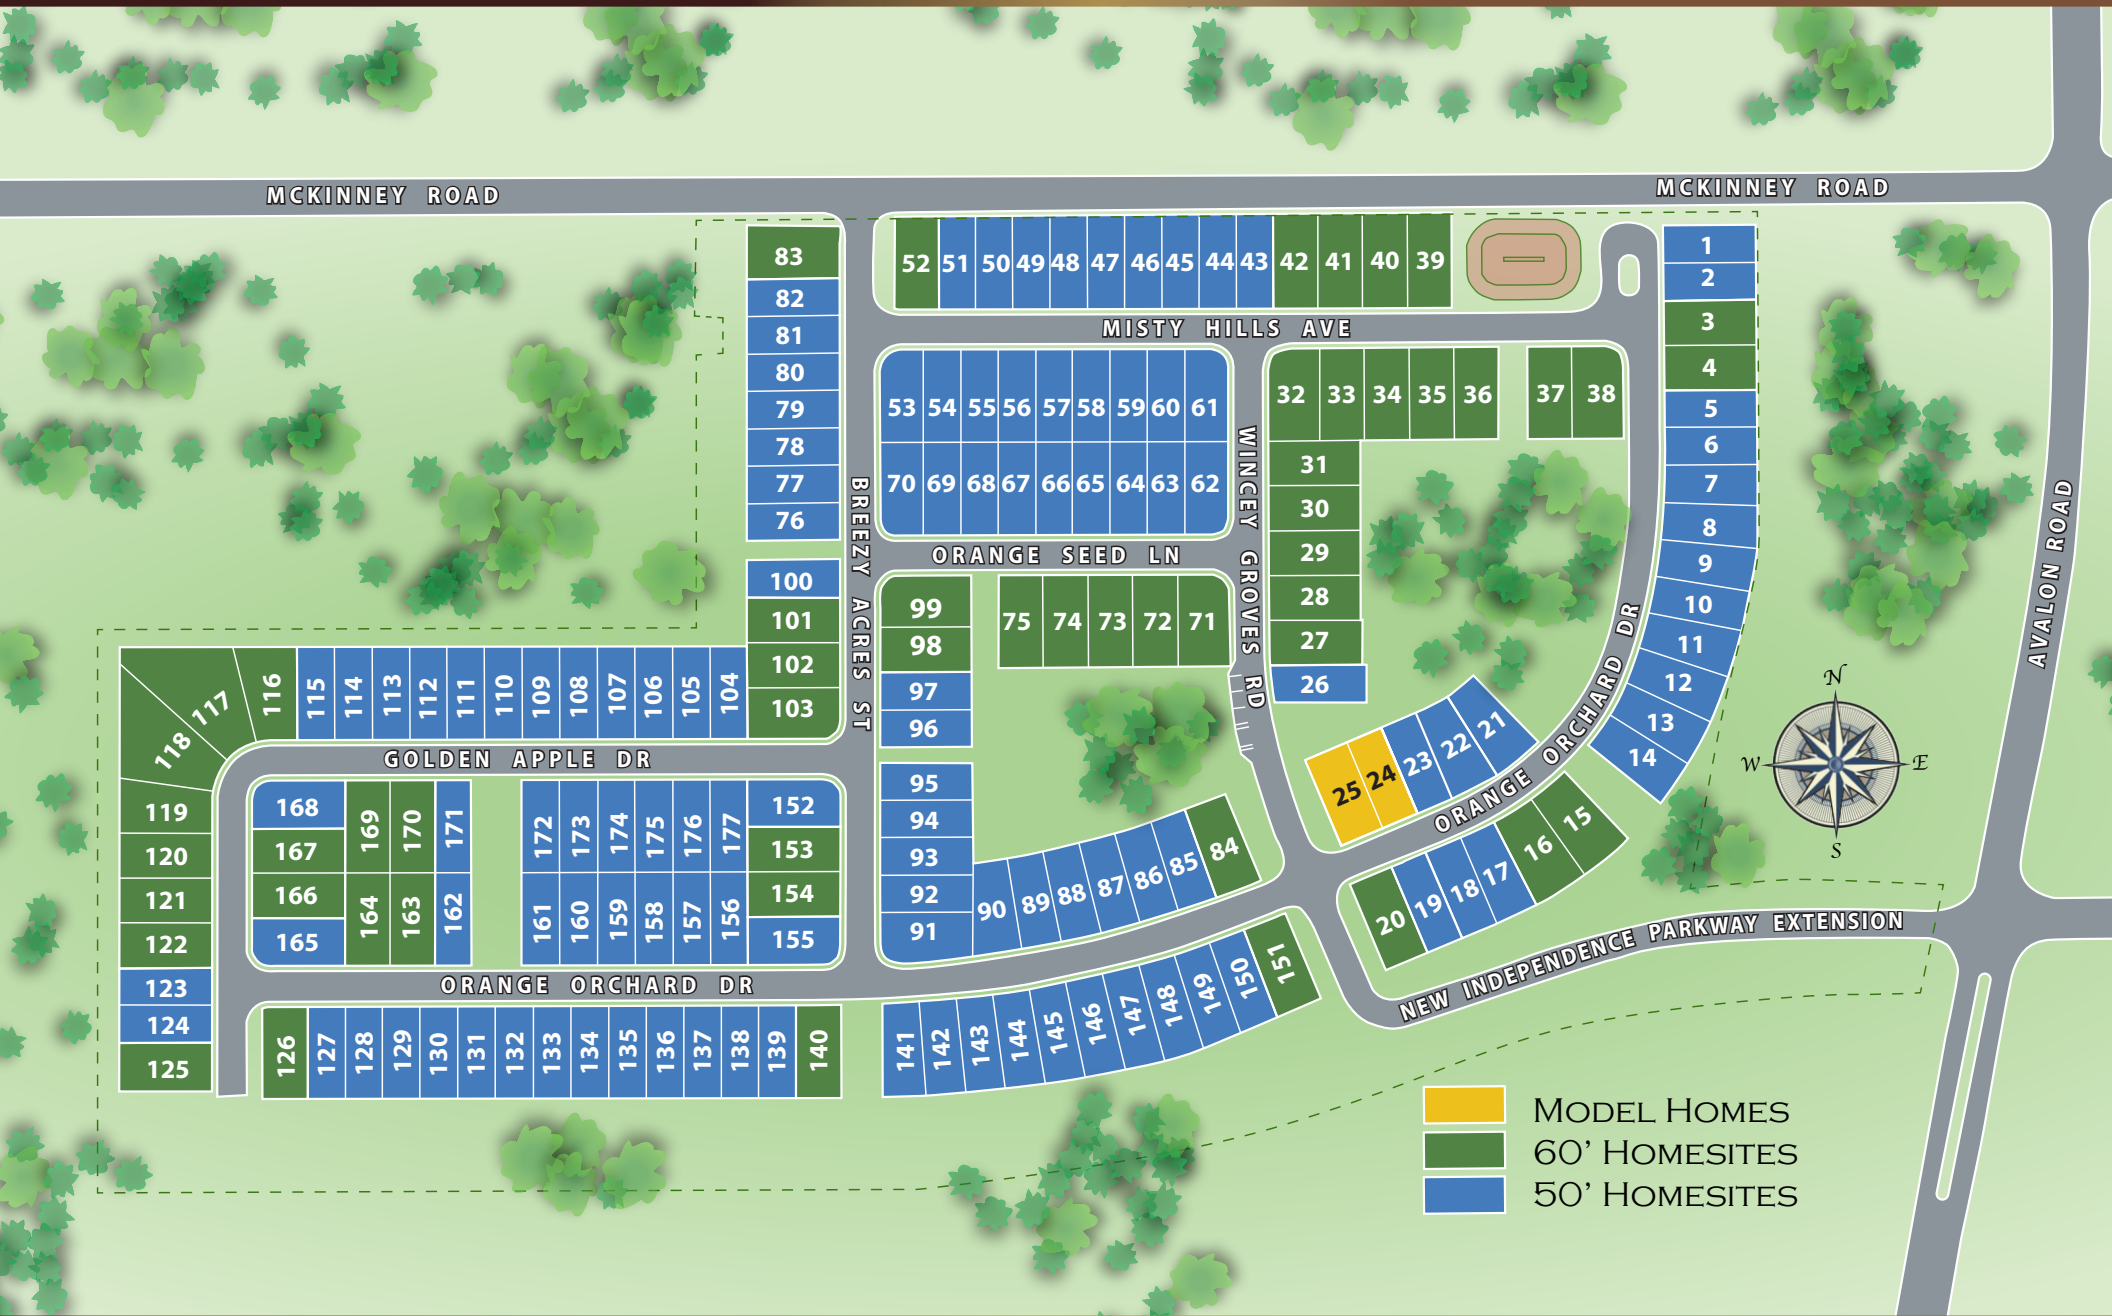 MCKINNEY ROAD
MCKINNEY ROAD
83
82
81
80
79
78
77
76
52 51 50 49 48 47 46 45 44 43 42 41 40 39
1
2
3
4
5
6
7
8
9
10
11
12
13
14
MISTY HILLS AVE
53 54 55 56 57 58 59 60 61
70 69 68 67 66 65 64 63 62
32 33 34 35 36 37 38
31
30
29
28
27
26
BREEZY ACRES ST
WINCEY GROVES RD
ORANGE SEED LN
AVALON ROAD
100
101
102
103
99
98
97
96
75 74 73 72 71
118 117 116 115 114 113 112 111 110 109 108 107 106 105 104
GOLDEN APPLE DR
25 24 23 22 21
ORANGE ORCHARD DR
20 19 18 17 16 15
N
W E
S
119
120
121
122
123
124
125
168
167
166
165
169 170 171
164 163 162
172 173 174 175 176 177
161 160 159 158 157 156
152
153
154
155
95
94
93
92
91
90 89 88 87 86 85 84
NEW INDEPENDENCE PARKWAY EXTENSION
ORANGE ORCHARD DR
126 127 128 129 130 131 132 133 134 135 136 137 138 139 140
141 142 143 144 145 146 147 148 149 150 151
MODEL HOMES
60' HOMESITES
50' HOMESITES